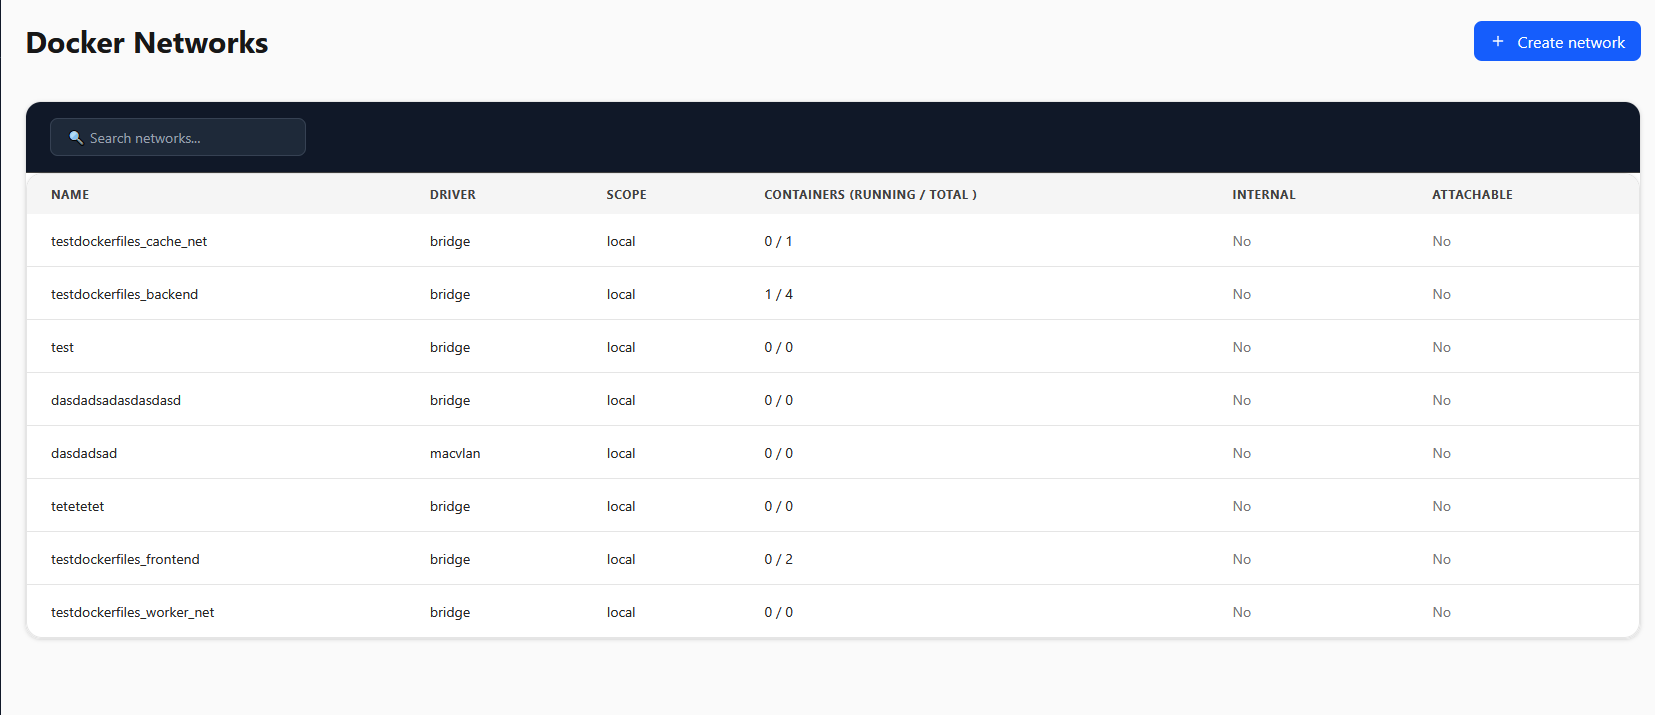 Docker Networks
+ Create network
🔍 Search networks...
NAME DRIVER SCOPE CONTAINERS (RUNNING / TOTAL ) INTERNAL ATTACHABLE
testdockerfiles_cache_net bridge local 0 / 1 No No
testdockerfiles_backend bridge local 1 / 4 No No
test bridge local 0 / 0 No No
dasdadsadasdasdasd bridge local 0 / 0 No No
dasdadsad macvlan local 0 / 0 No No
tetetetet bridge local 0 / 0 No No
testdockerfiles_frontend bridge local 0 / 2 No No
testdockerfiles_worker_net bridge local 0 / 0 No No